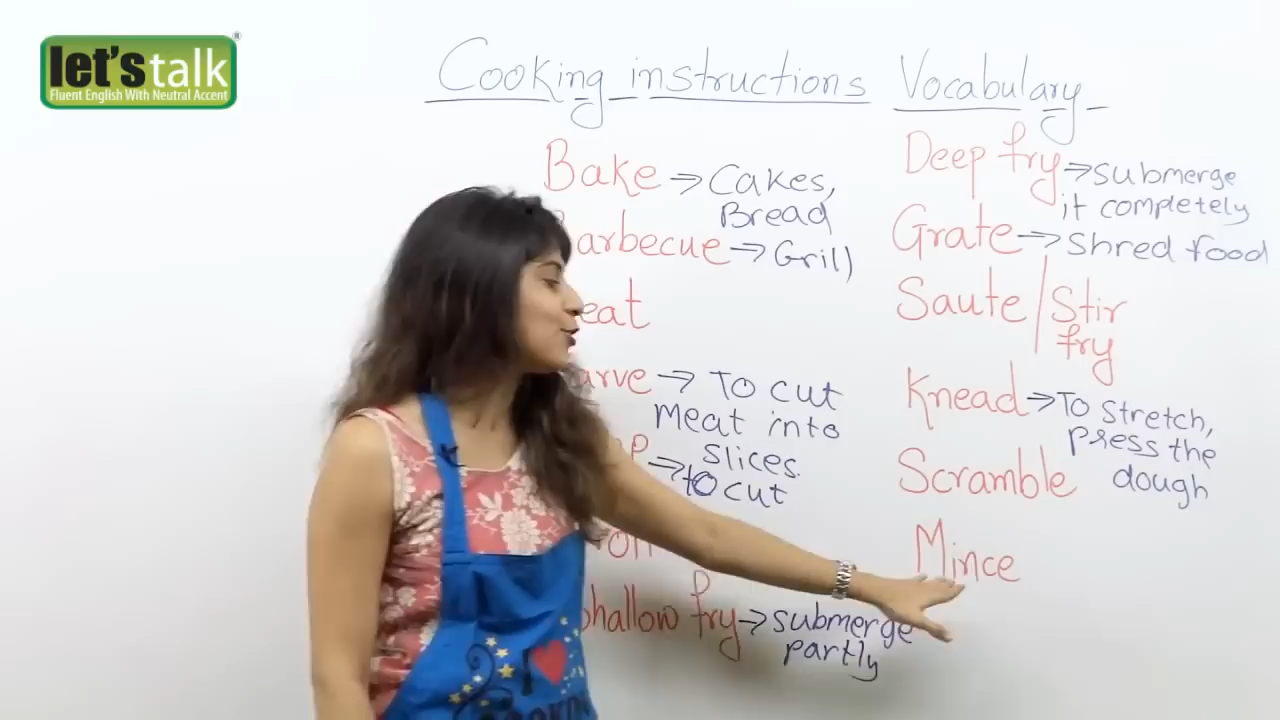 let's talk
Fluent English With Neutral Accent
Cooking instructions Vocabulary
Bake → Cakes,
Bread
arbecue → Grill
eat
arve → To cut
meat into
slices.
→ to cut
Shallow fry → submerge
partly
Deep fry → submerge
it completely
Grate → Shred food
Saute / Stir
fry
Knead → To stretch,
press the
dough
Scramble
Mince
I